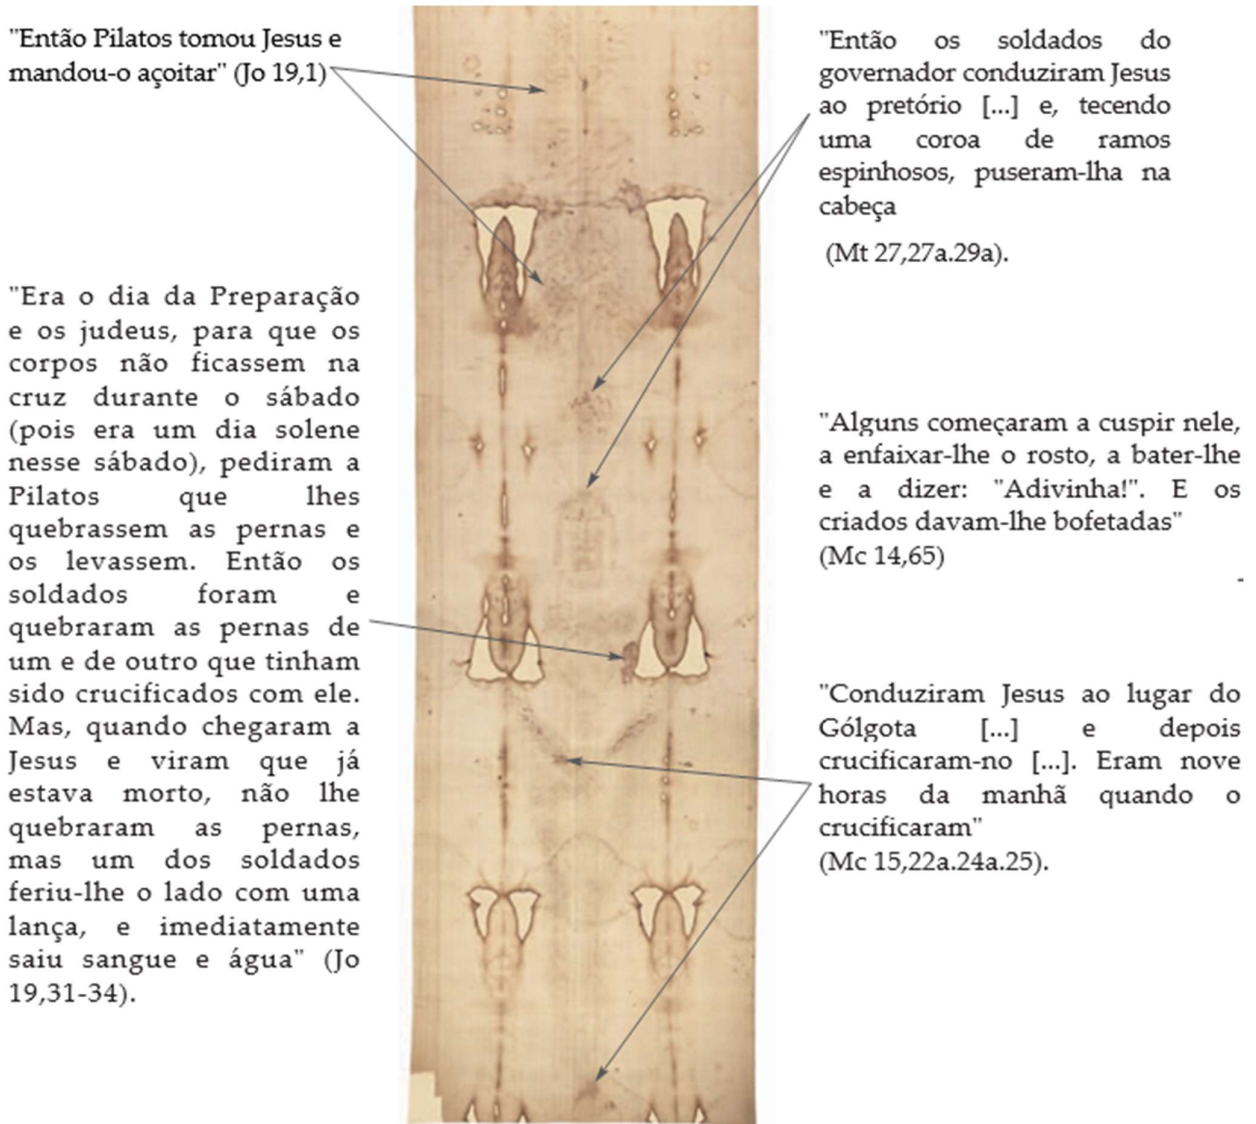 "Então Pilatos tomou Jesus e
mandou-o açoitar" (Jo 19,1)
"Era o dia da Preparação
e os judeus, para que os
corpos não ficassem na
cruz durante o sábado
(pois era um dia solene
nesse sábado), pediram a
Pilatos que lhes
quebrassem as pernas e
os levassem. Então os
soldados foram e
quebraram as pernas de
um e de outro que tinham
sido crucificados com ele.
Mas, quando chegaram a
Jesus e viram que já
estava morto, não lhe
quebraram as pernas,
mas um dos soldados
feriu-lhe o lado com uma
lança, e imediatamente
saiu sangue e água" (Jo
19,31-34).
"Então os soldados do
governador conduziram Jesus
ao pretório [...] e, tecendo
uma coroa de ramos
espinhosos, puseram-lha na
cabeça
(Mt 27,27a.29a).
"Alguns começaram a cuspir nele,
a enfaixar-lhe o rosto, a bater-lhe
e a dizer: "Adivinha!". E os
criados davam-lhe bofetadas"
(Mc 14,65)
-
"Conduziram Jesus ao lugar do
Gólgota [...] e depois
crucificaram-no [...]. Eram nove
horas da manhã quando o
crucificaram"
(Mc 15,22a.24a.25).